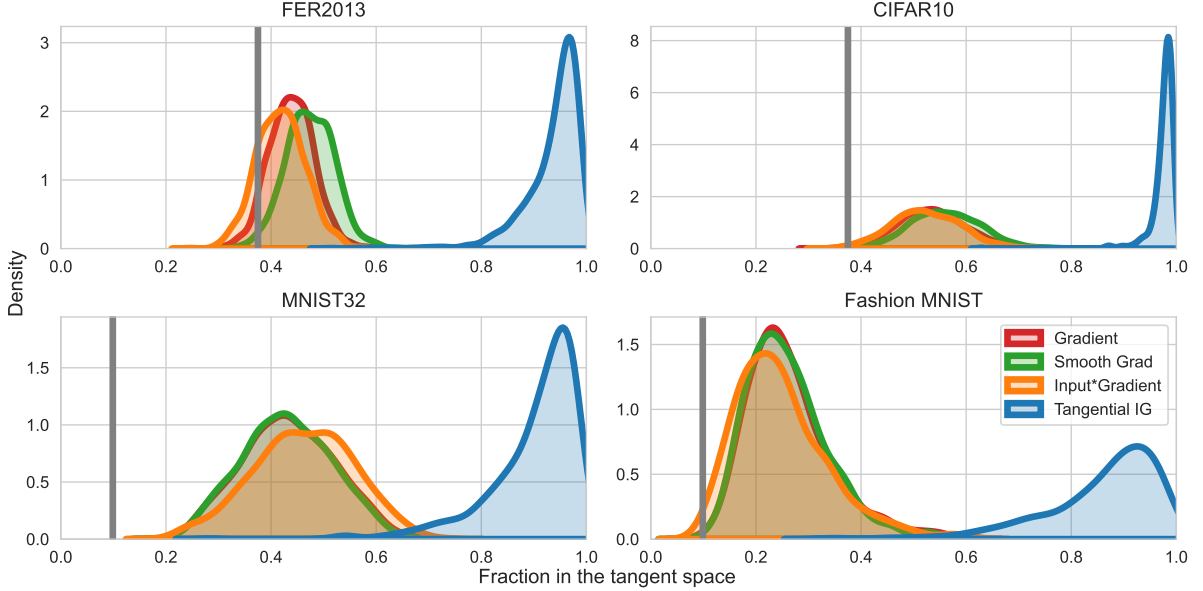 FER2013
CIFAR10
3
2
1
0
0.0 0.2 0.4 0.6 0.8 1.0
8
6
4
2
0
0.0 0.2 0.4 0.6 0.8 1.0
Density
MNIST32
Fashion MNIST
1.5
1.0
0.5
0.0
0.0 0.2 0.4 0.6 0.8 1.0
1.5
1.0
0.5
0.0
0.0 0.2 0.4 0.6 0.8 1.0
Gradient
Smooth Grad
Input*Gradient
Tangential IG
Fraction in the tangent space